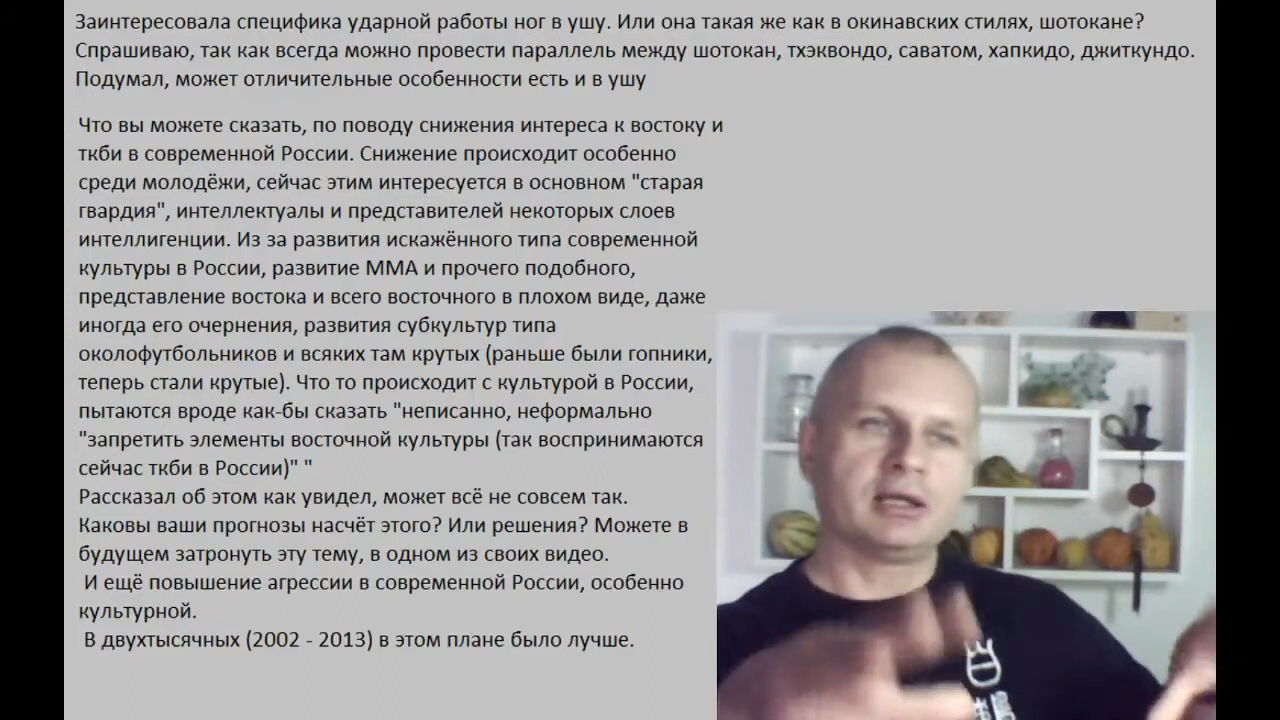 Заинтересовала специфика ударной работы ног в ушу. Или она такая же как в окинавских стилях, шотокане?
Спрашиваю, так как всегда можно провести параллель между шотокан, тхэквондо, саватом, хапкидо, джиткундо.
Подумал, может отличительные особенности есть и в ушу
Что вы можете сказать, по поводу снижения интереса к востоку и
ткби в современной России. Снижение происходит особенно
среди молодёжи, сейчас этим интересуется в основном "старая
гвардия", интеллектуалы и представителей некоторых слоев
интеллигенции. Из за развития искажённого типа современной
культуры в России, развитие ММА и прочего подобного,
представление востока и всего восточного в плохом виде, даже
иногда его очернения, развития субкультур типа
околофутбольников и всяких там крутых (раньше были гопники,
теперь стали крутые). Что то происходит с культурой в России,
пытаются вроде как-бы сказать "неписанно, неформально
"запретить элементы восточной культуры (так воспринимаются
сейчас ткби в России)" "
Рассказал об этом как увидел, может всё не совсем так.
Каковы ваши прогнозы насчёт этого? Или решения? Можете в
будущем затронуть эту тему, в одном из своих видео.
И ещё повышение агрессии в современной России, особенно
культурной.
В двухтысячных (2002 - 2013) в этом плане было лучше.